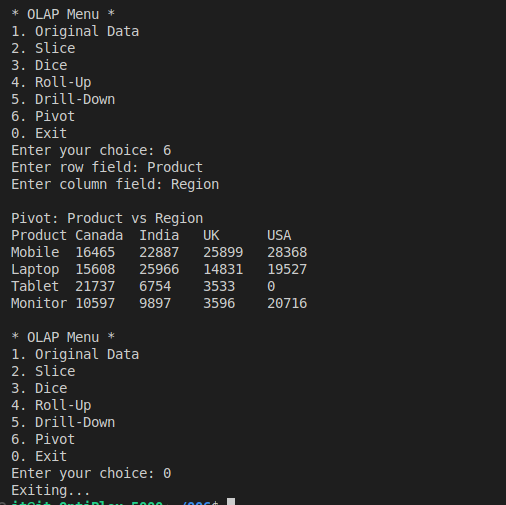 * OLAP Menu *
1. Original Data
2. Slice
3. Dice
4. Roll-Up
5. Drill-Down
6. Pivot
0. Exit
Enter your choice: 6
Enter row field: Product
Enter column field: Region
Pivot: Product vs Region
Product Canada India UK USA
Mobile 16465 22887 25899 28368
Laptop 15608 25966 14831 19527
Tablet 21737 6754 3533 0
Monitor 10597 9897 3596 20716
* OLAP Menu *
1. Original Data
2. Slice
3. Dice
4. Roll-Up
5. Drill-Down
6. Pivot
0. Exit
Enter your choice: 0
Exiting...